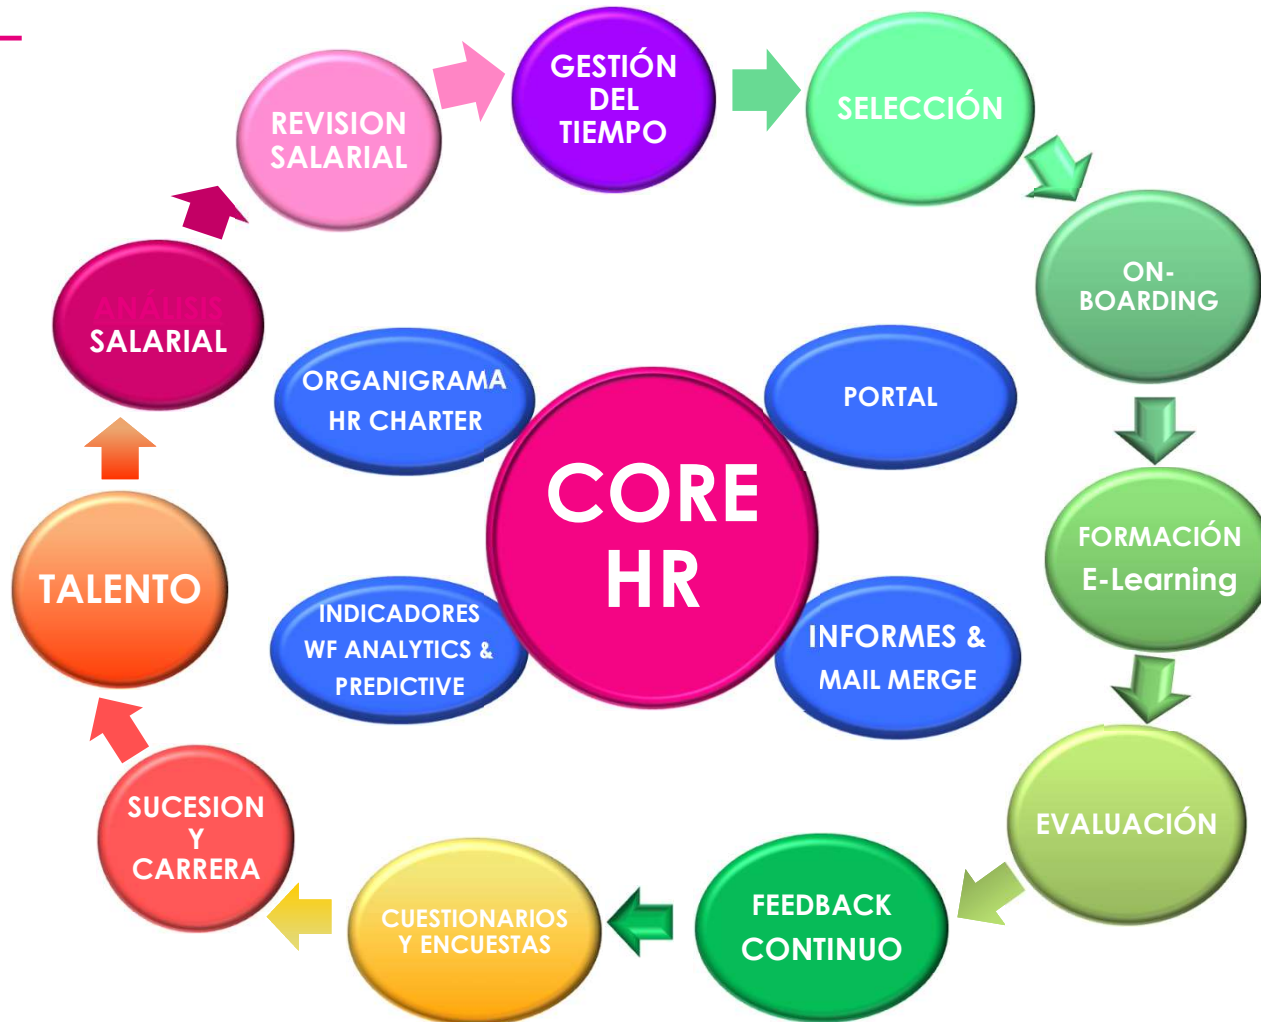 REVISION
SALARIAL
GESTIÓN
DEL
TIEMPO
SELECCIÓN
ON-
BOARDING
FORMACIÓN
E-Learning
EVALUACIÓN
FEEDBACK
CONTINUO
CUESTIONARIOS
Y ENCUESTAS
SUCESION
Y
CARRERA
TALENTO
ANÁLISIS
SALARIAL
ORGANIGRAMA
HR CHARTER
PORTAL
CORE
HR
INDICADORES
WF ANALYTICS &
PREDICTIVE
INFORMES &
MAIL MERGE